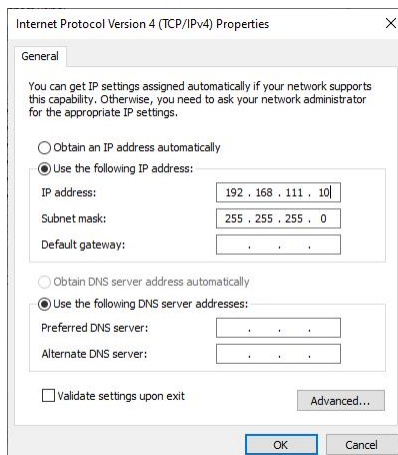 Internet Protocol Version 4 (TCP/IPv4) Properties
General
You can get IP settings assigned automatically if your network supports
this capability. Otherwise, you need to ask your network administrator
for the appropriate IP settings.
Obtain an IP address automatically
Use the following IP address:
IP address: 192 . 168 . 111 . 10
Subnet mask: 255 . 255 . 255 . 0
Default gateway: . . .
Obtain DNS server address automatically
Use the following DNS server addresses:
Preferred DNS server: . . .
Alternate DNS server: . . .
Validate settings upon exit
Advanced...
OK Cancel